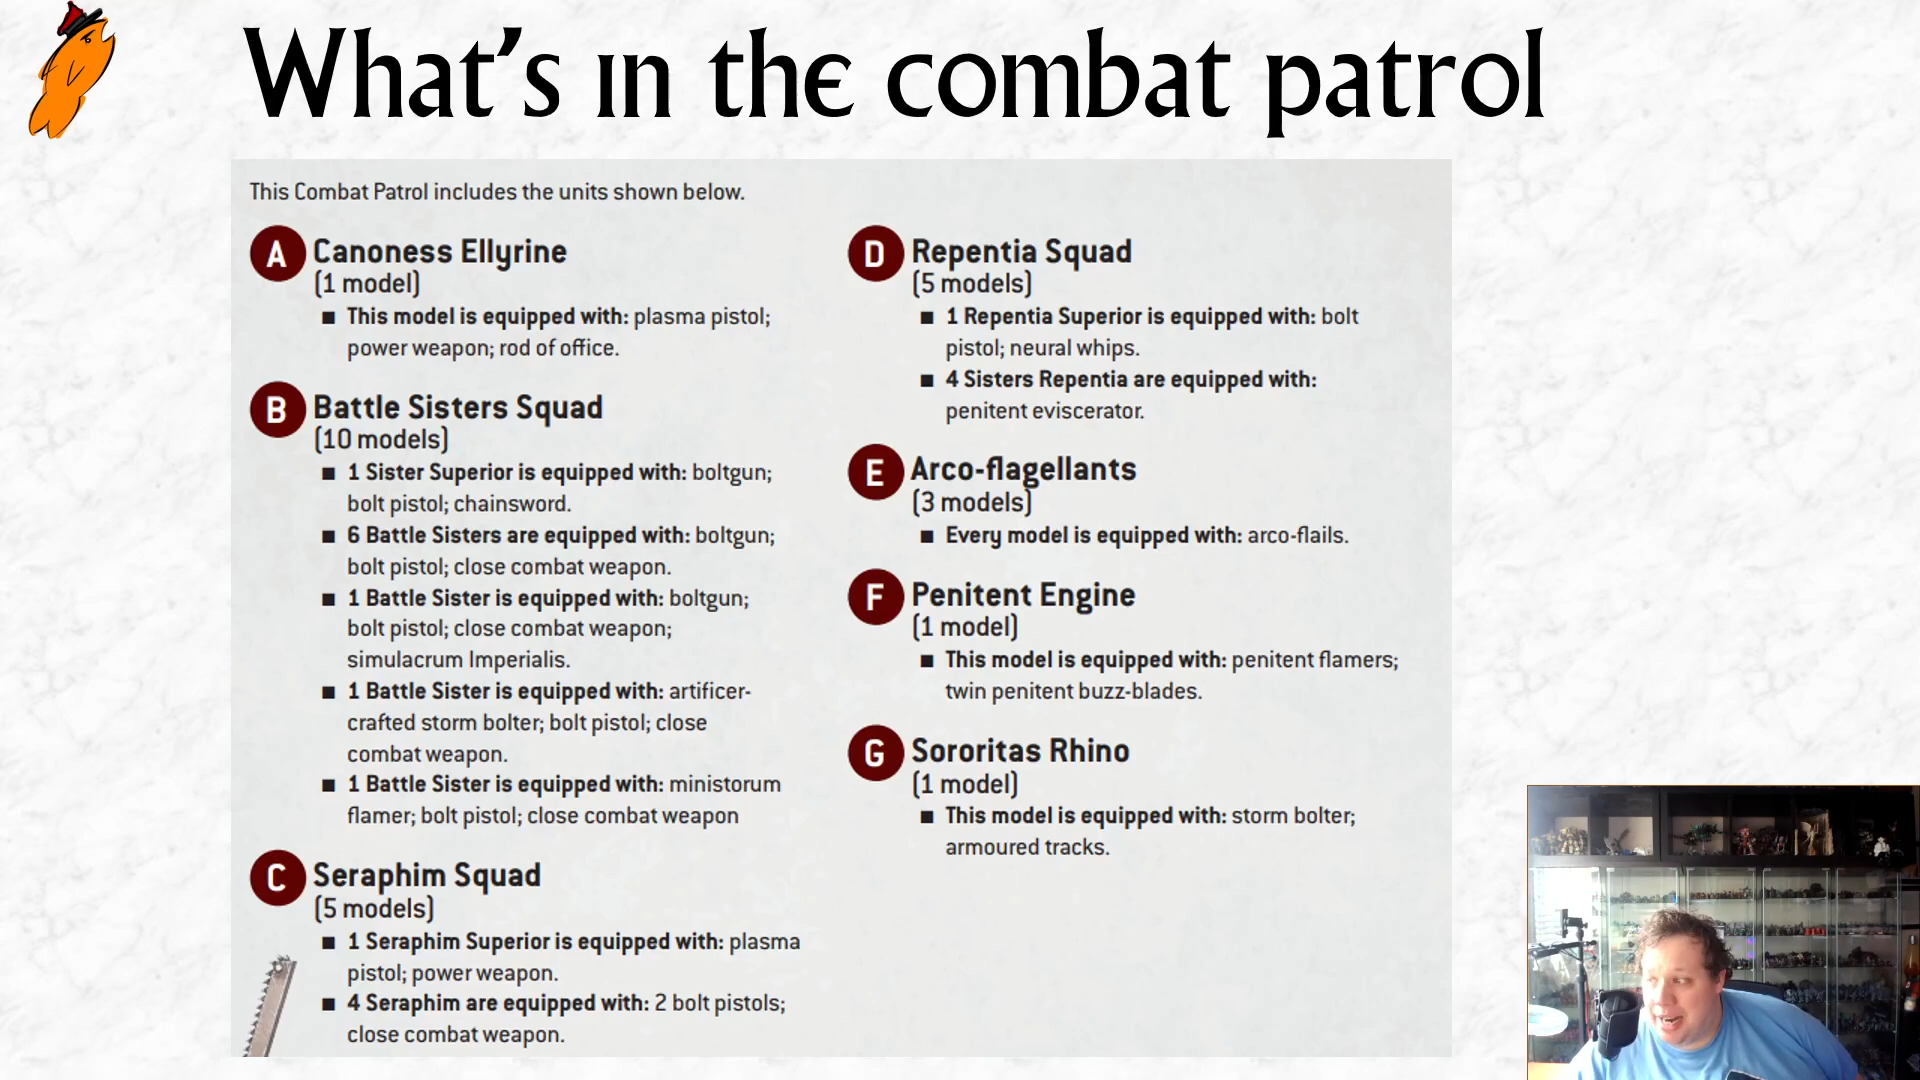 What's in the combat patrol
This Combat Patrol includes the units shown below.
A Canoness Ellyrine
(1 model)
■ This model is equipped with: plasma pistol;
power weapon; rod of office.
B Battle Sisters Squad
(10 models)
■ 1 Sister Superior is equipped with: boltgun;
bolt pistol; chainsword.
■ 6 Battle Sisters are equipped with: boltgun;
bolt pistol; close combat weapon.
■ 1 Battle Sister is equipped with: boltgun;
bolt pistol; close combat weapon;
simulacrum Imperialis.
■ 1 Battle Sister is equipped with: artificer-
crafted storm bolter; bolt pistol; close
combat weapon.
■ 1 Battle Sister is equipped with: ministorum
flamer; bolt pistol; close combat weapon
C Seraphim Squad
(5 models)
■ 1 Seraphim Superior is equipped with: plasma
pistol; power weapon.
■ 4 Seraphim are equipped with: 2 bolt pistols;
close combat weapon.
D Repentia Squad
(5 models)
■ 1 Repentia Superior is equipped with: bolt
pistol; neural whips.
■ 4 Sisters Repentia are equipped with:
penitent eviscerator.
E Arco-flagellants
(3 models)
■ Every model is equipped with: arco-flails.
F Penitent Engine
(1 model)
■ This model is equipped with: penitent flamers;
twin penitent buzz-blades.
G Sororitas Rhino
(1 model)
■ This model is equipped with: storm bolter;
armoured tracks.